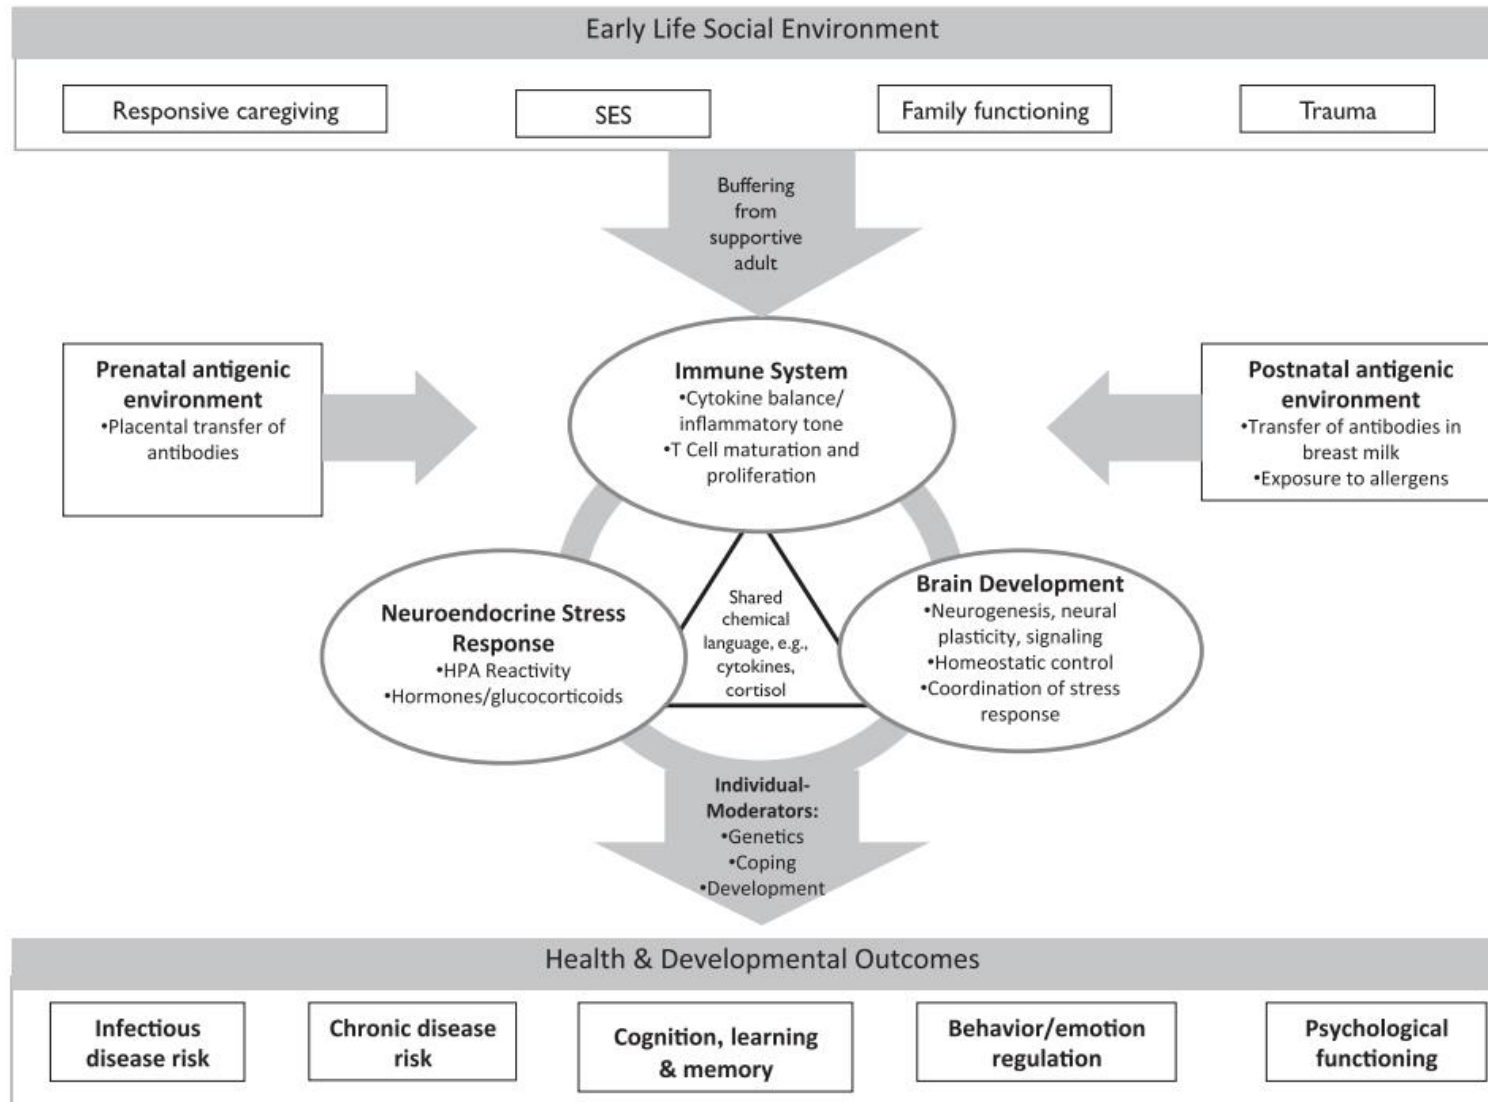 Early Life Social Environment
Responsive caregiving
SES
Family functioning
Trauma
Buffering
from
supportive
adult
Prenatal antigenic
environment
•Placental transfer of
antibodies
Immune System
•Cytokine balance/
inflammatory tone
•T Cell maturation and
proliferation
Postnatal antigenic
environment
•Transfer of antibodies in
breast milk
•Exposure to allergens
Neuroendocrine Stress
Response
•HPA Reactivity
•Hormones/glucocorticoids
Shared
chemical
language, e.g.,
cytokines,
cortisol
Brain Development
•Neurogenesis, neural
plasticity, signaling
•Homeostatic control
•Coordination of stress
response
Individual-
Moderators:
•Genetics
•Coping
•Development
Health & Developmental Outcomes
Infectious
disease risk
Chronic disease
risk
Cognition, learning
& memory
Behavior/emotion
regulation
Psychological
functioning